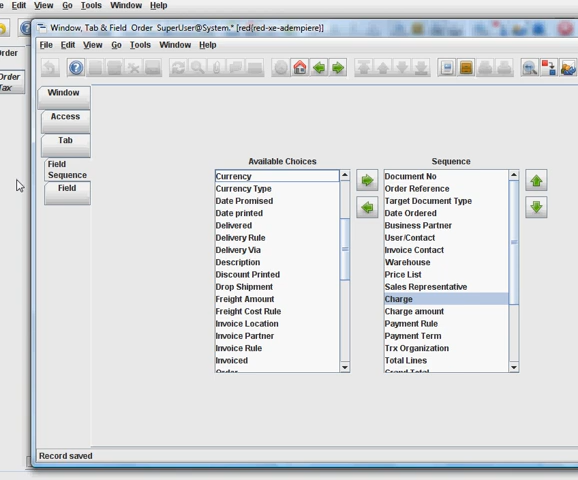 Edit View Go Tools Window Help
Window, Tab & Field Order SuperUser@System.* [red{red-xe-adempiere}]
File Edit View Go Tools Window Help
Order
Order
Tax
Window
Access
Tab
Field
Sequence
Field
Available Choices
Currency
Currency Type
Date Promised
Date printed
Delivered
Delivery Rule
Delivery Via
Description
Discount Printed
Drop Shipment
Freight Amount
Freight Cost Rule
Invoice Location
Invoice Partner
Invoice Rule
Invoiced
Order
Sequence
Document No
Order Reference
Target Document Type
Date Ordered
Business Partner
User/Contact
Invoice Contact
Warehouse
Price List
Sales Representative
Charge
Charge amount
Payment Rule
Payment Term
Trx Organization
Total Lines
Grand Total
Record saved